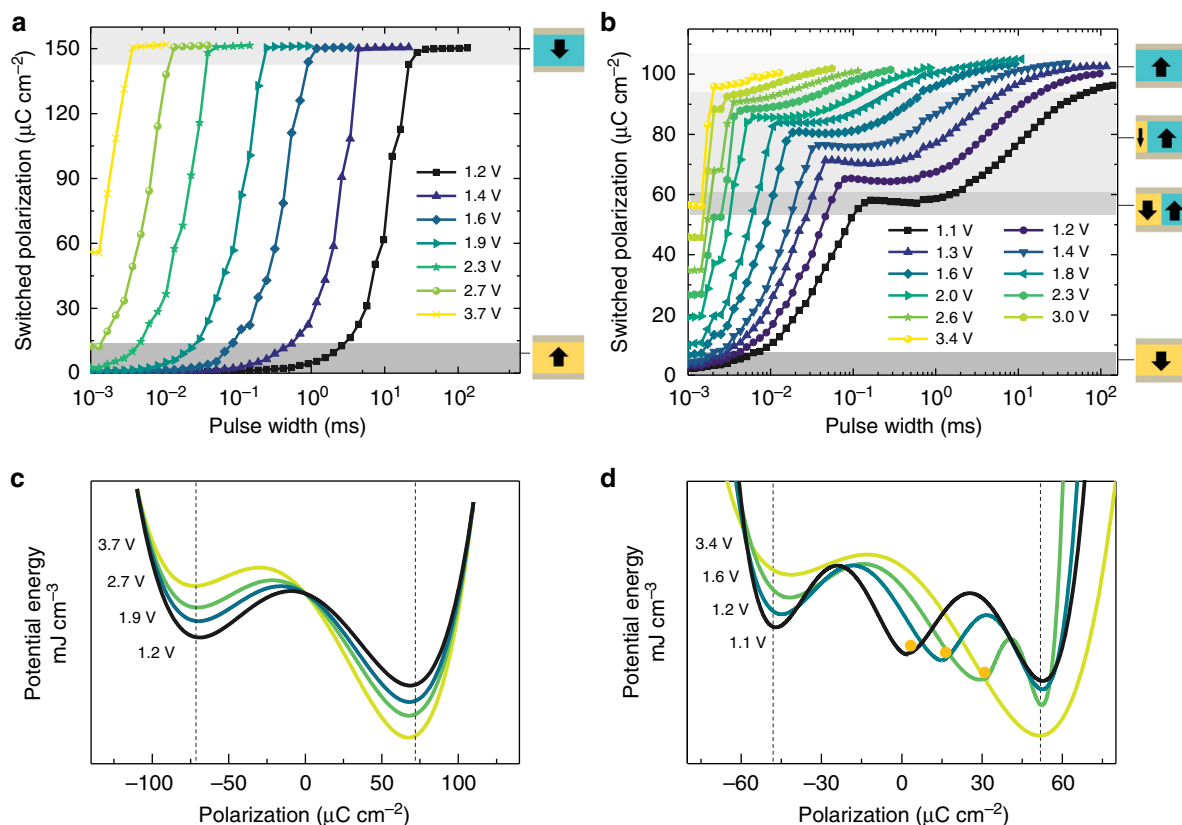 a
Switched polarization (μC cm−2)
150
120
90
60
30
15
0
10−3
10−2
10−1
100
101
102
Pulse width (ms)
1.2 V
1.4 V
1.6 V
1.9 V
2.3 V
2.7 V
3.7 V
b
Switched polarization (μC cm−2)
100
80
60
40
20
0
10−3
10−2
10−1
100
101
102
Pulse width (ms)
1.1 V
1.2 V
1.3 V
1.4 V
1.6 V
1.8 V
2.0 V
2.3 V
2.6 V
3.0 V
3.4 V
c
Potential energy
mJ cm−3
3.7 V
2.7 V
1.9 V
1.2 V
−100
−50
0
50
100
Polarization (μC cm−2)
d
Potential energy
mJ cm−3
3.4 V
1.6 V
1.2 V
1.1 V
−60
−30
0
30
60
Polarization (μC cm−2)